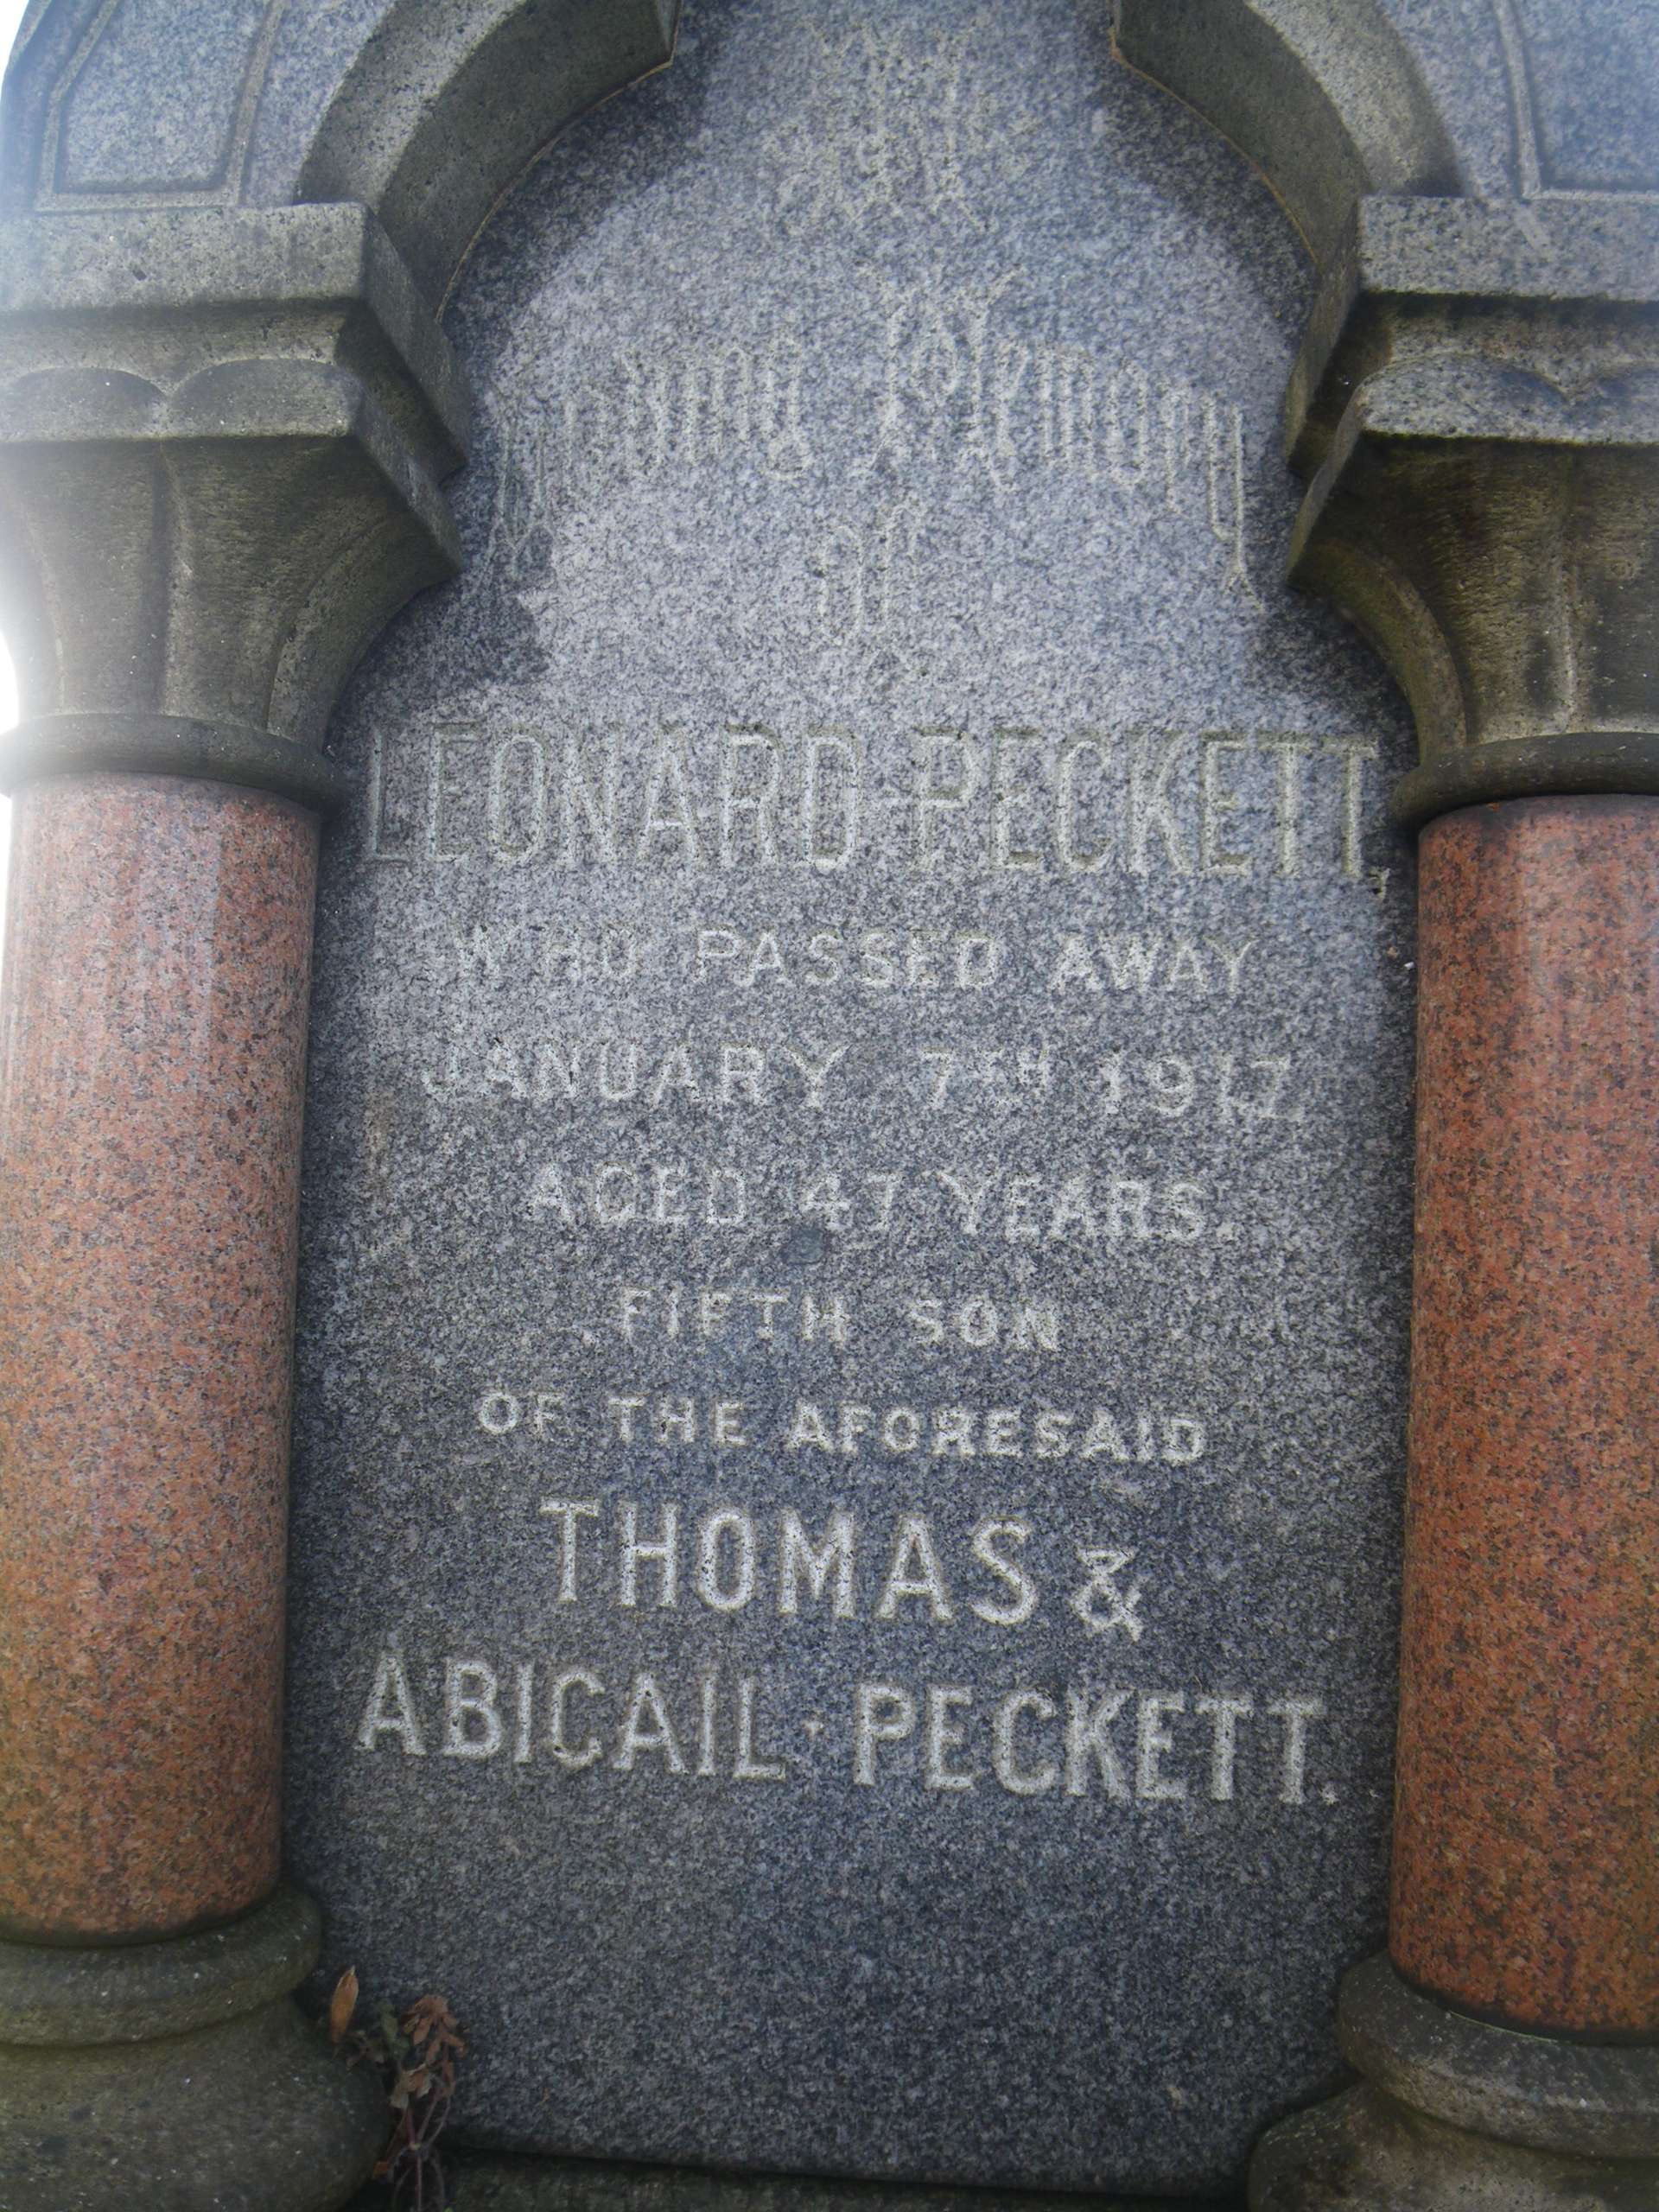 In
Loving Memory
of
LEONARD PECKETT,
WHO PASSED AWAY
JANUARY 7TH 1917,
AGED 47 YEARS.
FIFTH SON
OF THE AFORESAID
THOMAS &
ABIGAIL · PECKETT.